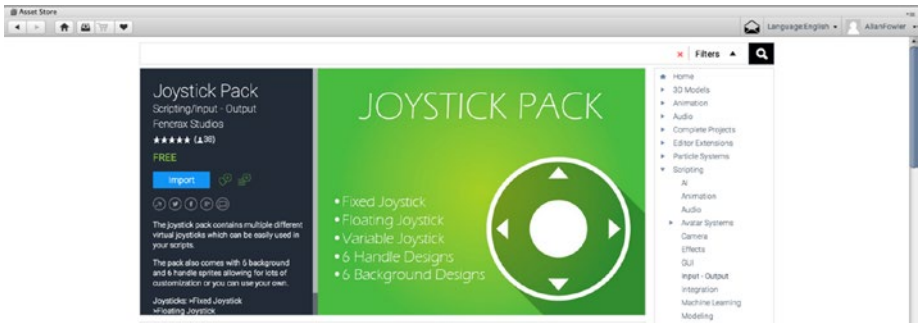 Asset Store
Language:English
AllanFowler
Filters
Joystick Pack
Scripting/Input - Output
Fenerax Studios
(38)
FREE
Import
The joystick pack contains multiple different
virtual joysticks which can be easily used in
your scripts.
The pack also comes with 6 background
and 6 handle sprites allowing for lots of
customization or you can use your own.
Joysticks: »Fixed Joystick
»Floating Joystick
JOYSTICK PACK
• Fixed Joystick
• Floating Joystick
• Variable Joystick
• 6 Handle Designs
• 6 Background Designs
Home
3D Models
Animation
Audio
Complete Projects
Editor Extensions
Particle Systems
Scripting
AI
Animation
Audio
Avatar Systems
Camera
Effects
GUI
Input - Output
Integration
Machine Learning
Modeling